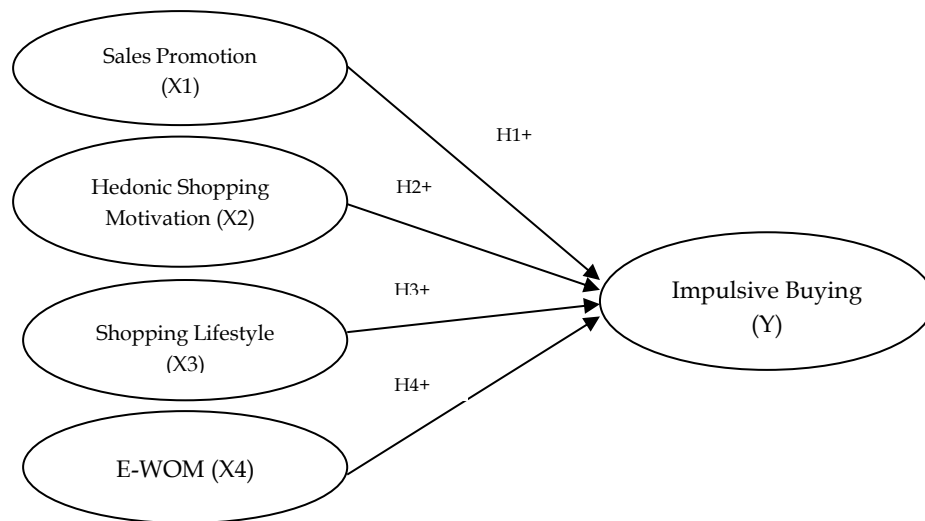 Sales Promotion
(X1)
H1+
Hedonic Shopping
Motivation (X2)
H2+
Shopping Lifestyle
(X3)
H3+
E-WOM (X4)
H4+
Impulsive Buying
(Y)